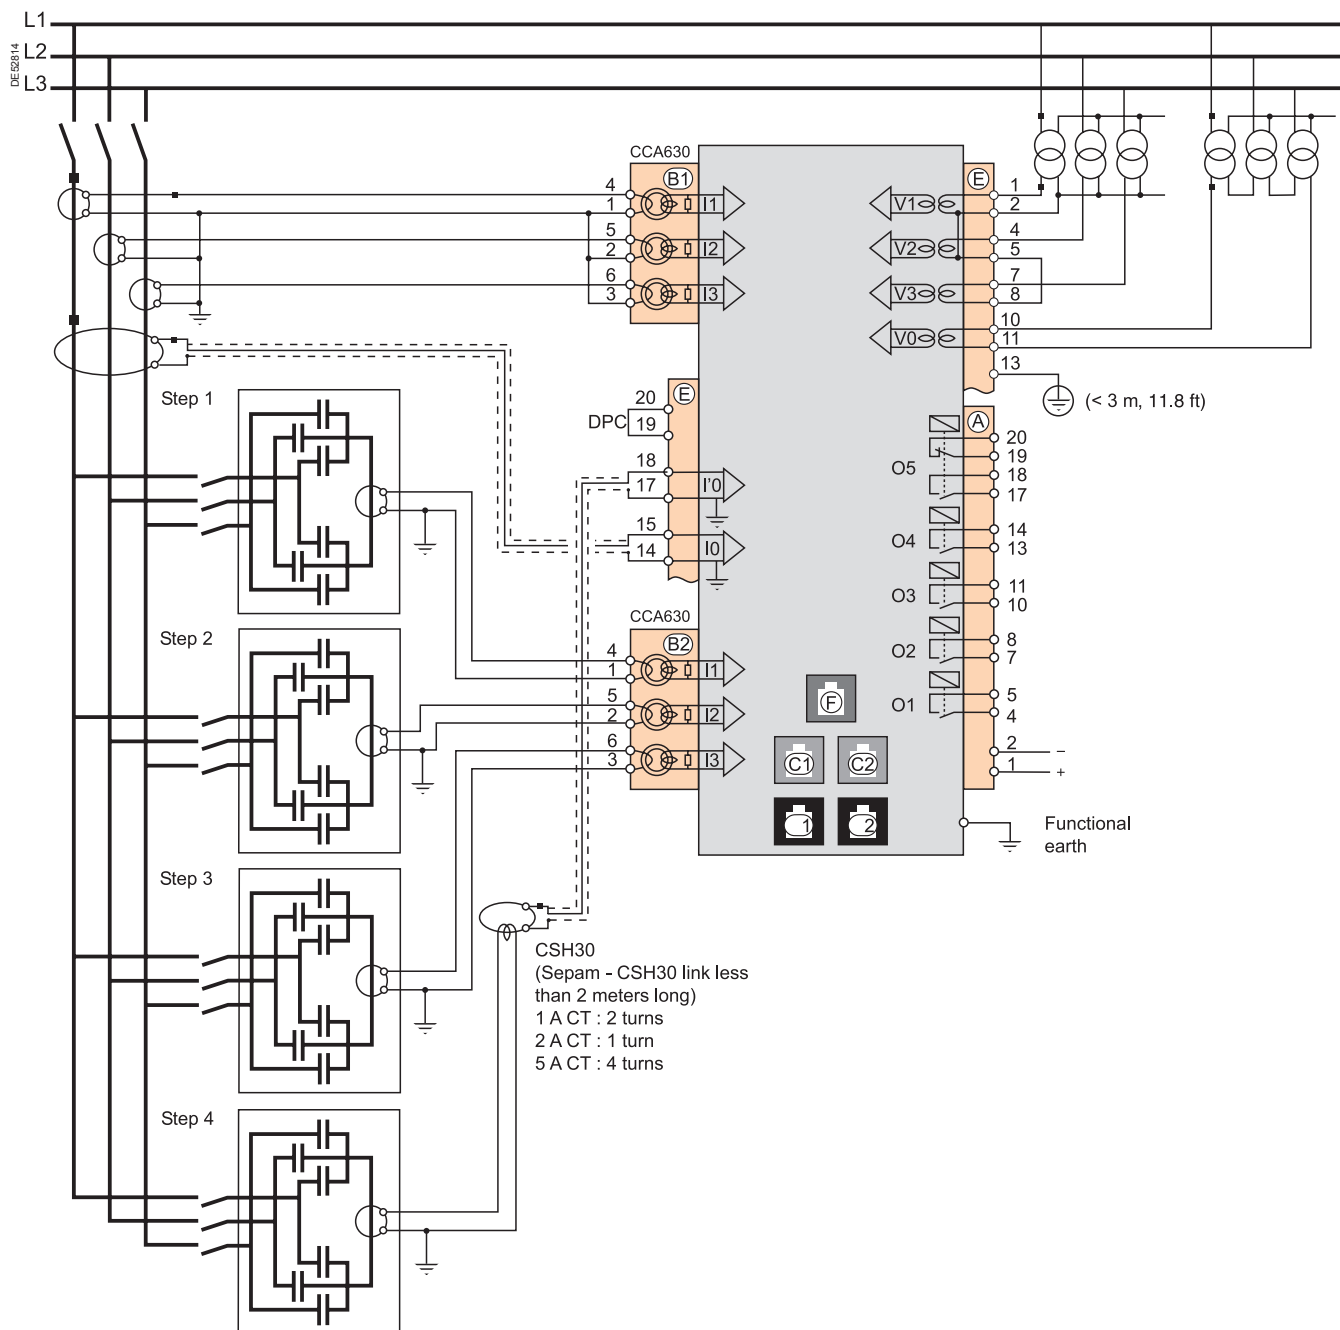 L1
L2
L3
DE52814
CCA630
B1
4
1
5
2
6
3
I1
I2
I3
E
V1
V2
V3
V0
1
2
4
5
7
8
10
11
13
(< 3 m, 11.8 ft)
Step 1
E
20
DPC
19
18
17
I'0
15
14
I0
A
O5
20
19
18
17
O4
14
13
O3
11
10
O2
8
7
O1
5
4
2 –
1 +
Step 2
CCA630
B2
4
1
5
2
6
3
I1
I2
I3
F
C1
C2
1
2
Functional
earth
Step 3
CSH30
(Sepam - CSH30 link less
than 2 meters long)
1 A CT : 2 turns
2 A CT : 1 turn
5 A CT : 4 turns
Step 4